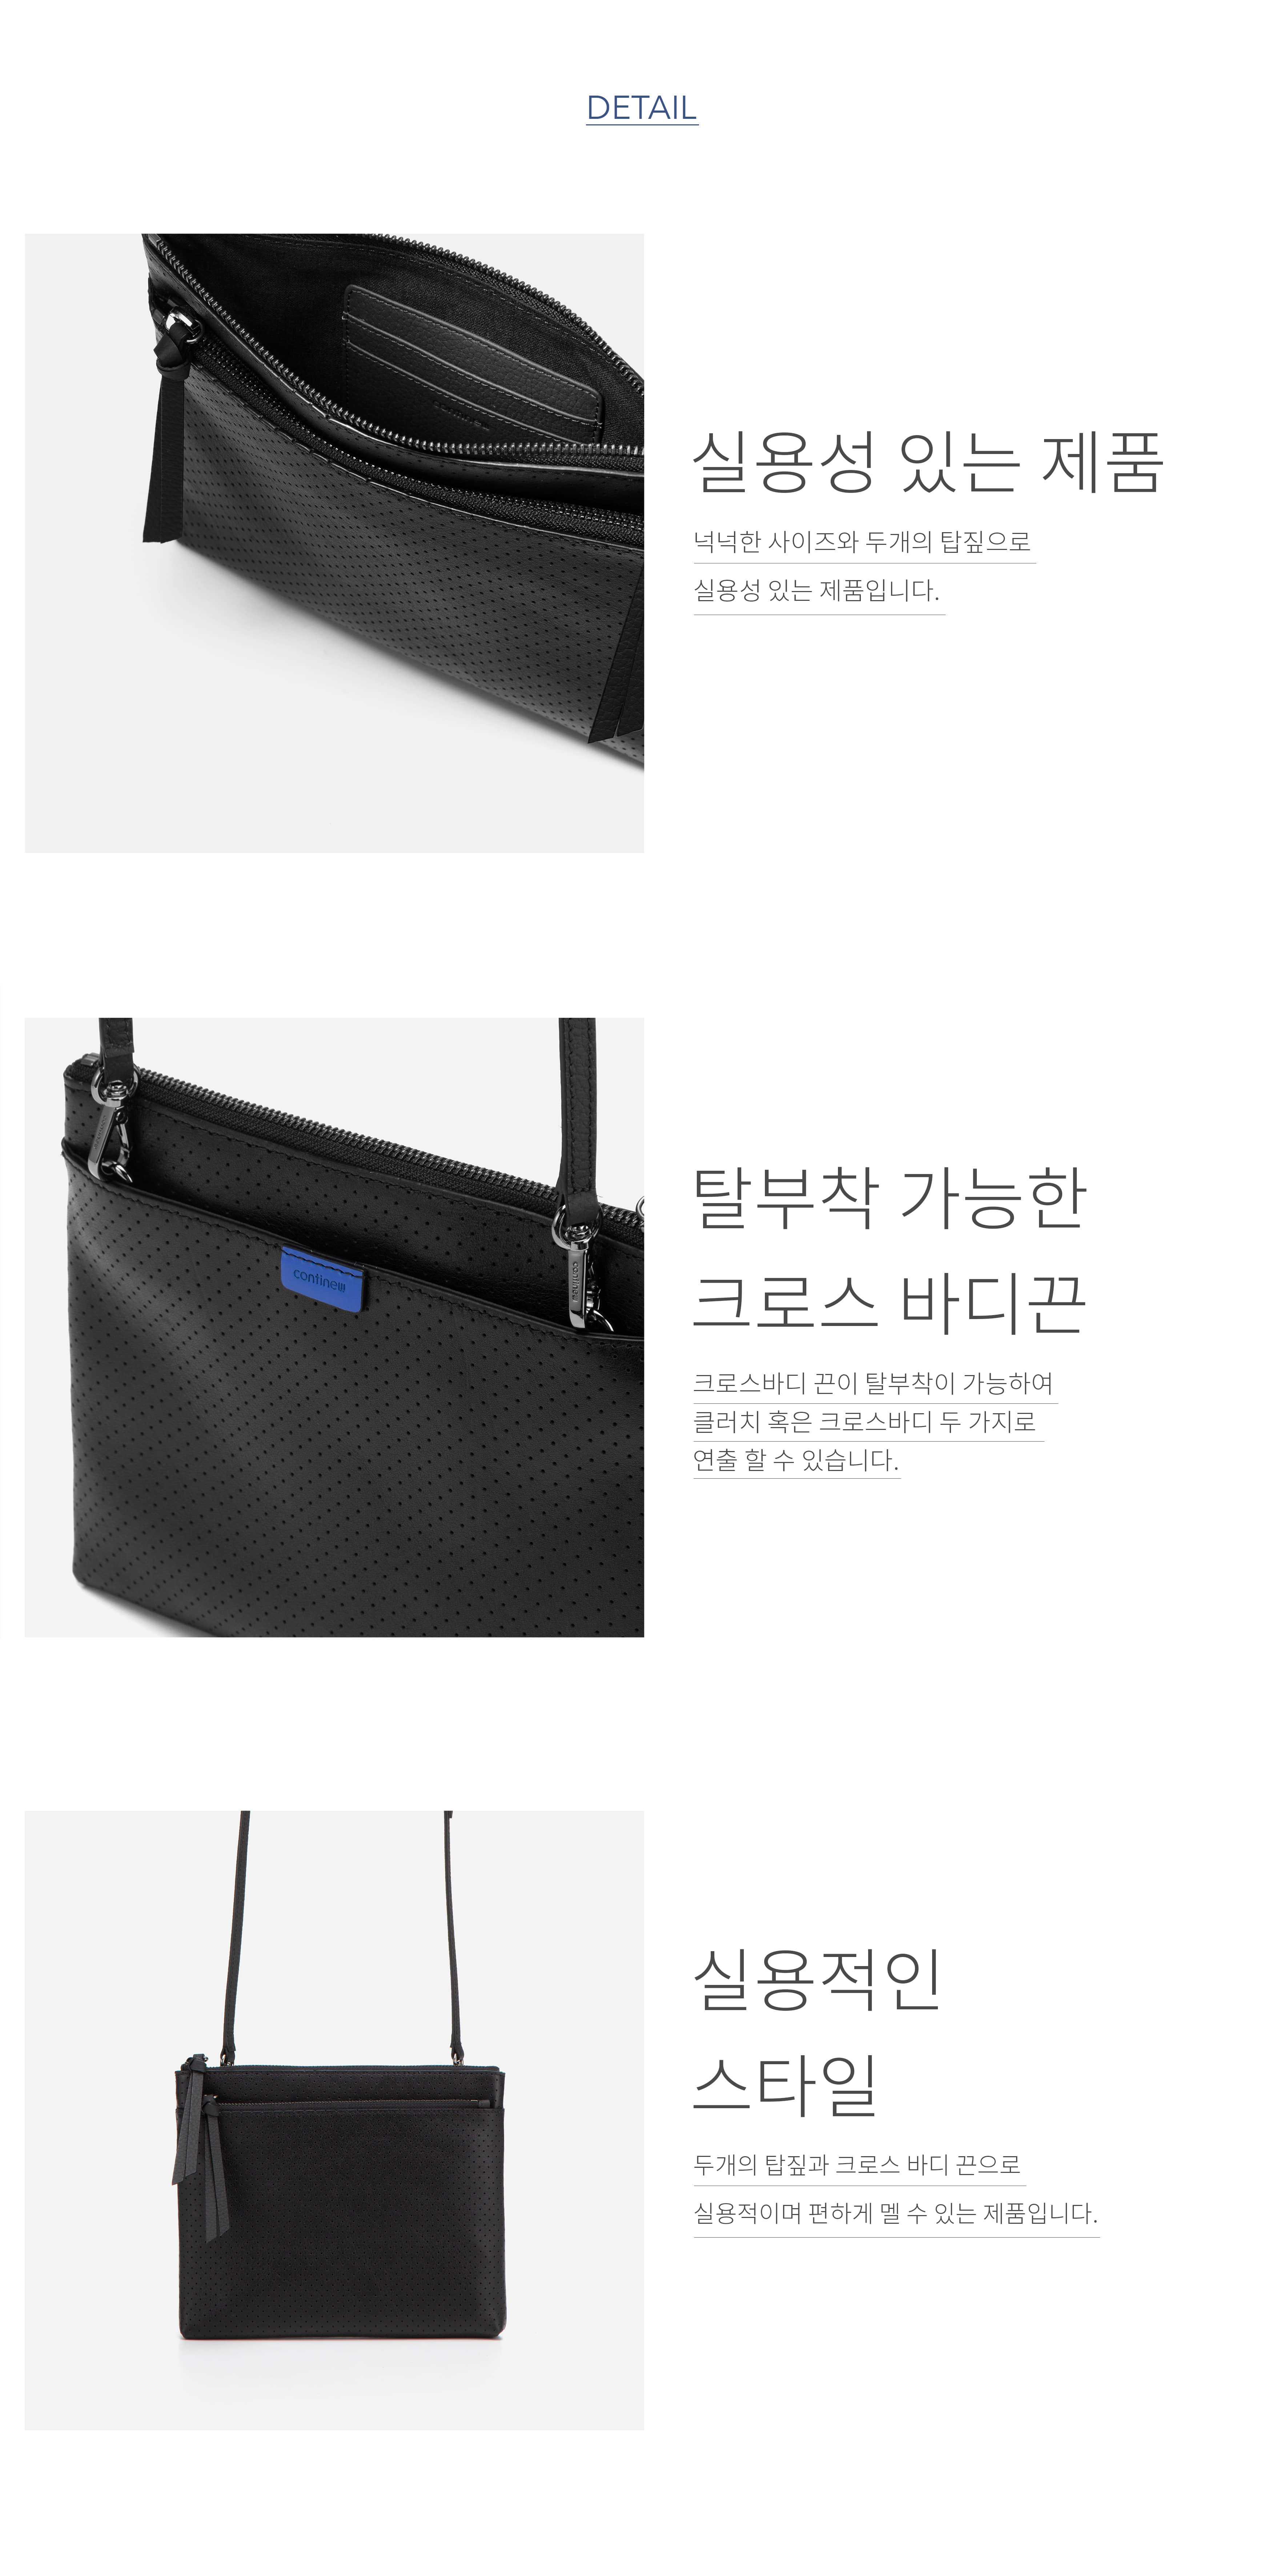 DETAIL
실용성 있는 제품
넉넉한 사이즈와 두개의 탑짚으로
실용성 있는 제품입니다.
continew
탈부착 가능한
크로스 바디끈
크로스바디 끈이 탈부착이 가능하여
클러치 혹은 크로스바디 두 가지로
연출 할 수 있습니다.
실용적인
스타일
두개의 탑짚과 크로스 바디 끈으로
실용적이며 편하게 멜 수 있는 제품입니다.